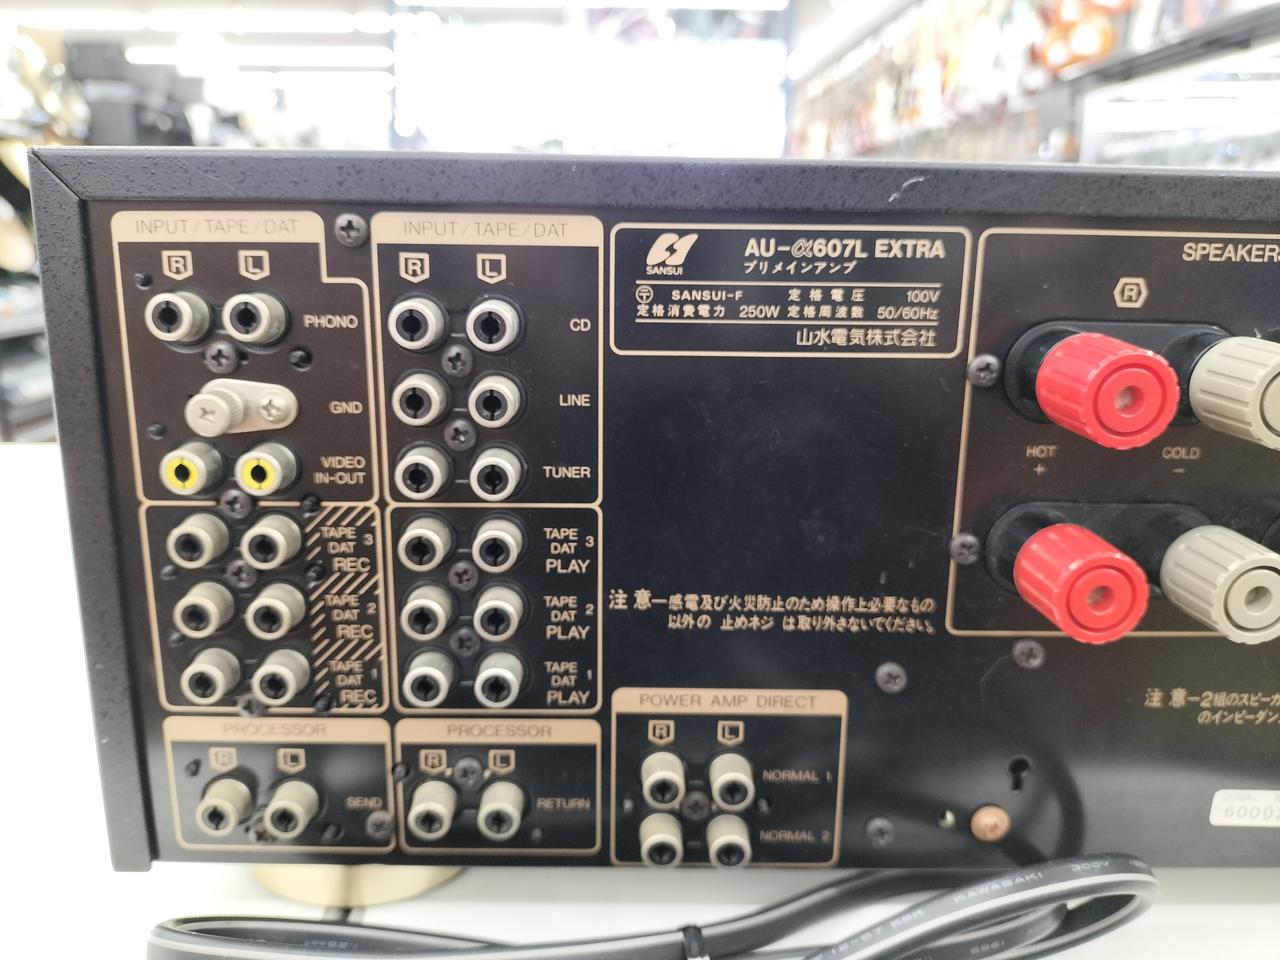 INPUT/TAPE/DAT
R L
PHONO
GND
VIDEO
IN-OUT
TAPE
DAT 3
REC
TAPE
DAT 2
REC
TAPE
DAT 1
REC
PROCESSOR
R L
SEND
INPUT/TAPE/DAT
R L
CD
LINE
TUNER
TAPE
DAT 3
PLAY
TAPE
DAT 2
PLAY
TAPE
DAT 1
PLAY
PROCESSOR
R L
RETURN
SANSUI
AU-α607L EXTRA
プリメインアンプ
〒 SANSUI-F 定格電圧 100V
定格消費電力 250W 定格周波数 50/60Hz
山水電気株式会社
注意—感電及び火災防止のため操作上必要なもの
以外の 止めネジ は取り外さないでください。
POWER AMP DIRECT
R L
NORMAL 1
NORMAL 2
SPEAKERS
R
HOT
+
COLD
−
注意—2組のスピーカ
のインピーダン
SERIAL
6000
KAWASAKI 300V